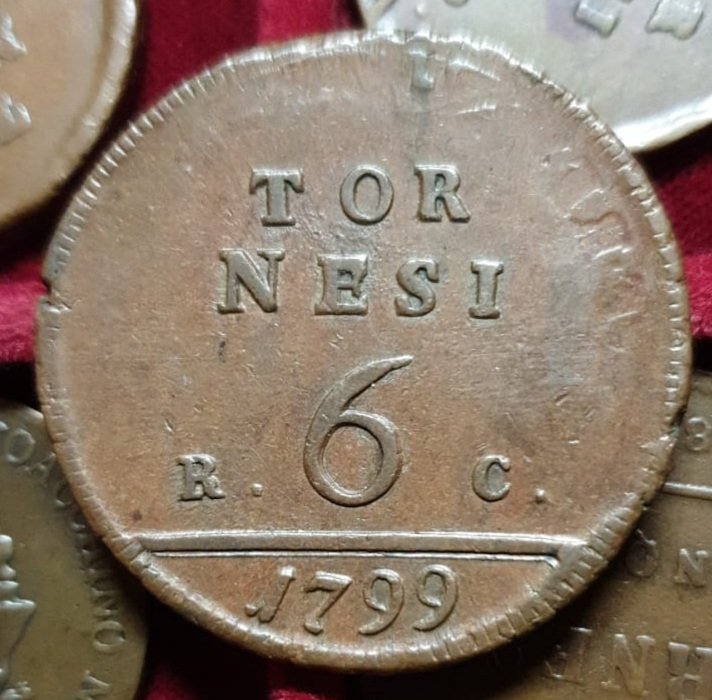 TOR
NESI
6
R. C.
1799